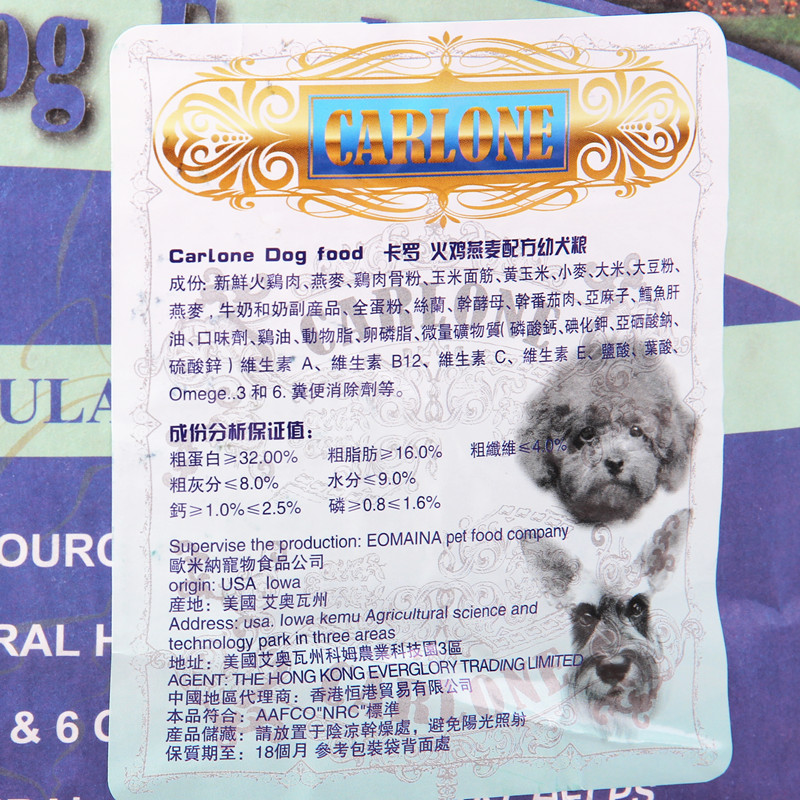 og F
CARLONE
Carlone Dog food 卡罗 火鸡燕麦配方幼犬粮
成份: 新鮮火鷄肉、燕麥、鷄肉骨粉、玉米面筋、黄玉米、小麥、大米、大豆粉、
燕麥,牛奶和奶副産品、全蛋粉、絲蘭、幹酵母、幹番茄肉、亞麻子、鱈魚肝
油、口味劑、鷄油、動物脂、卵磷脂、微量礦物質(磷酸鈣、碘化鉀、亞硒酸鈉、
硫酸鋅)維生素 A、維生素 B12、維生素 C、維生素 E、鹽酸、葉酸、
Omege..3 和 6. 糞便消除劑等。
ULA
成份分析保证值:
粗蛋白≥32.00% 粗脂肪≥16.0% 粗纖維≤4.0%
粗灰分≤8.0% 水分≤9.0%
鈣≥1.0%≤2.5% 磷≥0.8≤1.6%
OURC
Supervise the production: EOMAINA pet food company
歐米納寵物食品公司
origin: USA Iowa
産地: 美國 艾奥瓦州
Address: usa. Iowa kemu Agricultural science and
technology park in three areas
RAL H
地址: 美國艾奥瓦州科姆農業科技園3區
AGENT: THE HONG KONG EVERGLORY TRADING LIMITED
中國地區代理商: 香港恒港貿易有限公司
本品符合: AAFCO"NRC"標準
& 6 O
産品儲藏: 請放置于陰凉幹燥處,避免陽光照射
保質期至: 18個月 參考包裝袋背面處
Herbs